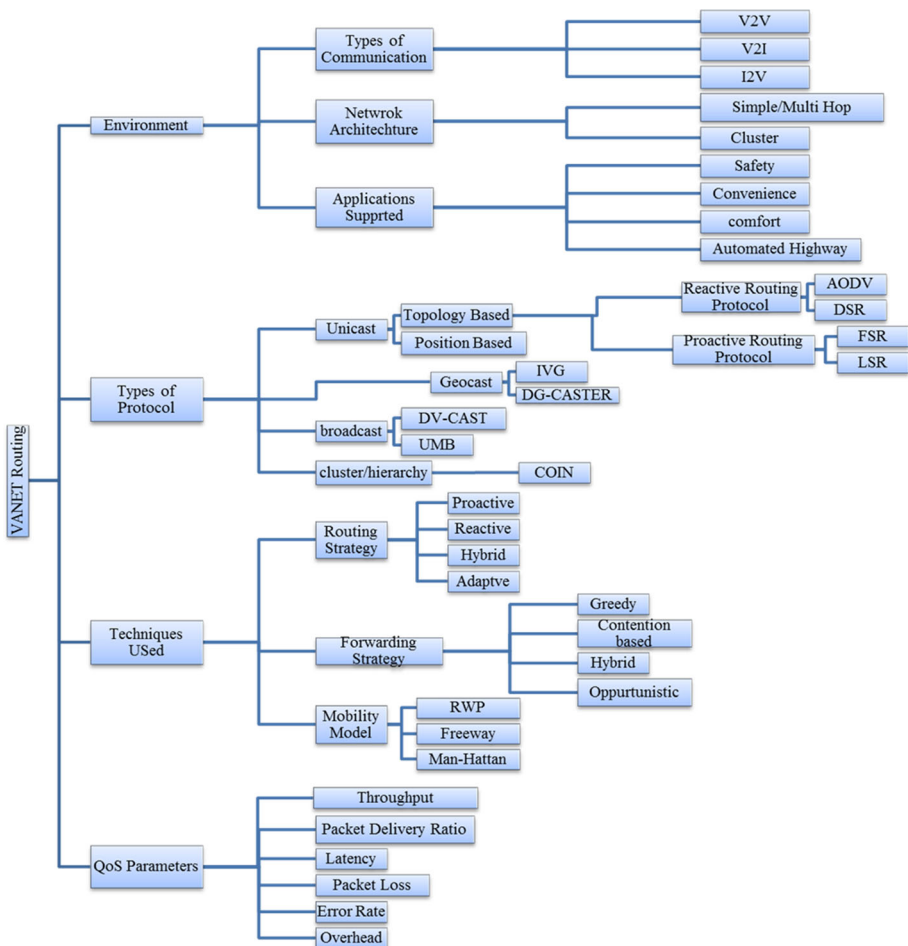 VANET Routing
Environment
Types of
Communication
V2V
V2I
I2V
Netwrok
Architechture
Simple/Multi Hop
Cluster
Applications
Supprted
Safety
Convenience
comfort
Automated Highway
Types of
Protocol
Unicast
Topology Based
Reactive Routing
Protocol
AODV
DSR
Proactive Routing
Protocol
FSR
LSR
Position Based
Geocast
IVG
DG-CASTER
broadcast
DV-CAST
UMB
cluster/hierarchy
COIN
Techniques
USed
Routing
Strategy
Proactive
Reactive
Hybrid
Adaptve
Forwarding
Strategy
Greedy
Contention
based
Hybrid
Oppurtunistic
Mobility
Model
RWP
Freeway
Man-Hattan
QoS Parameters
Throughput
Packet Delivery Ratio
Latency
Packet Loss
Error Rate
Overhead